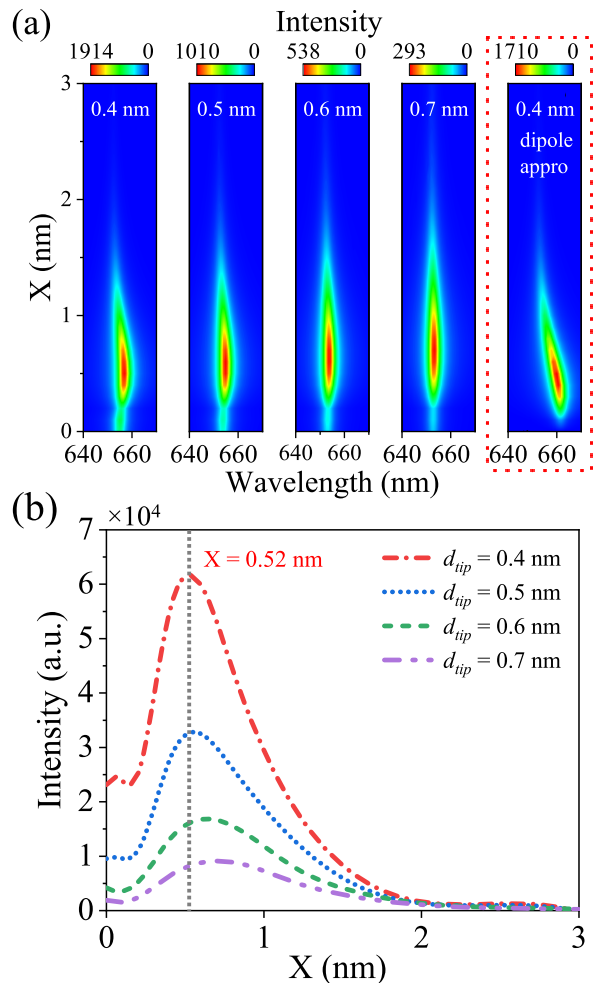 (a)
Intensity
1914 0 1010 0 538 0 293 0 1710 0
3
2
1
0
X (nm)
0.4 nm 0.5 nm 0.6 nm 0.7 nm 0.4 nm
dipole
appro
640 660 640 660 640 660 640 660 640 660
Wavelength (nm)
(b)
×10⁴
7
6
5
4
3
2
1
0
Intensity (a.u.)
X = 0.52 nm
d_tip = 0.4 nm
d_tip = 0.5 nm
d_tip = 0.6 nm
d_tip = 0.7 nm
0 1 2 3
X (nm)